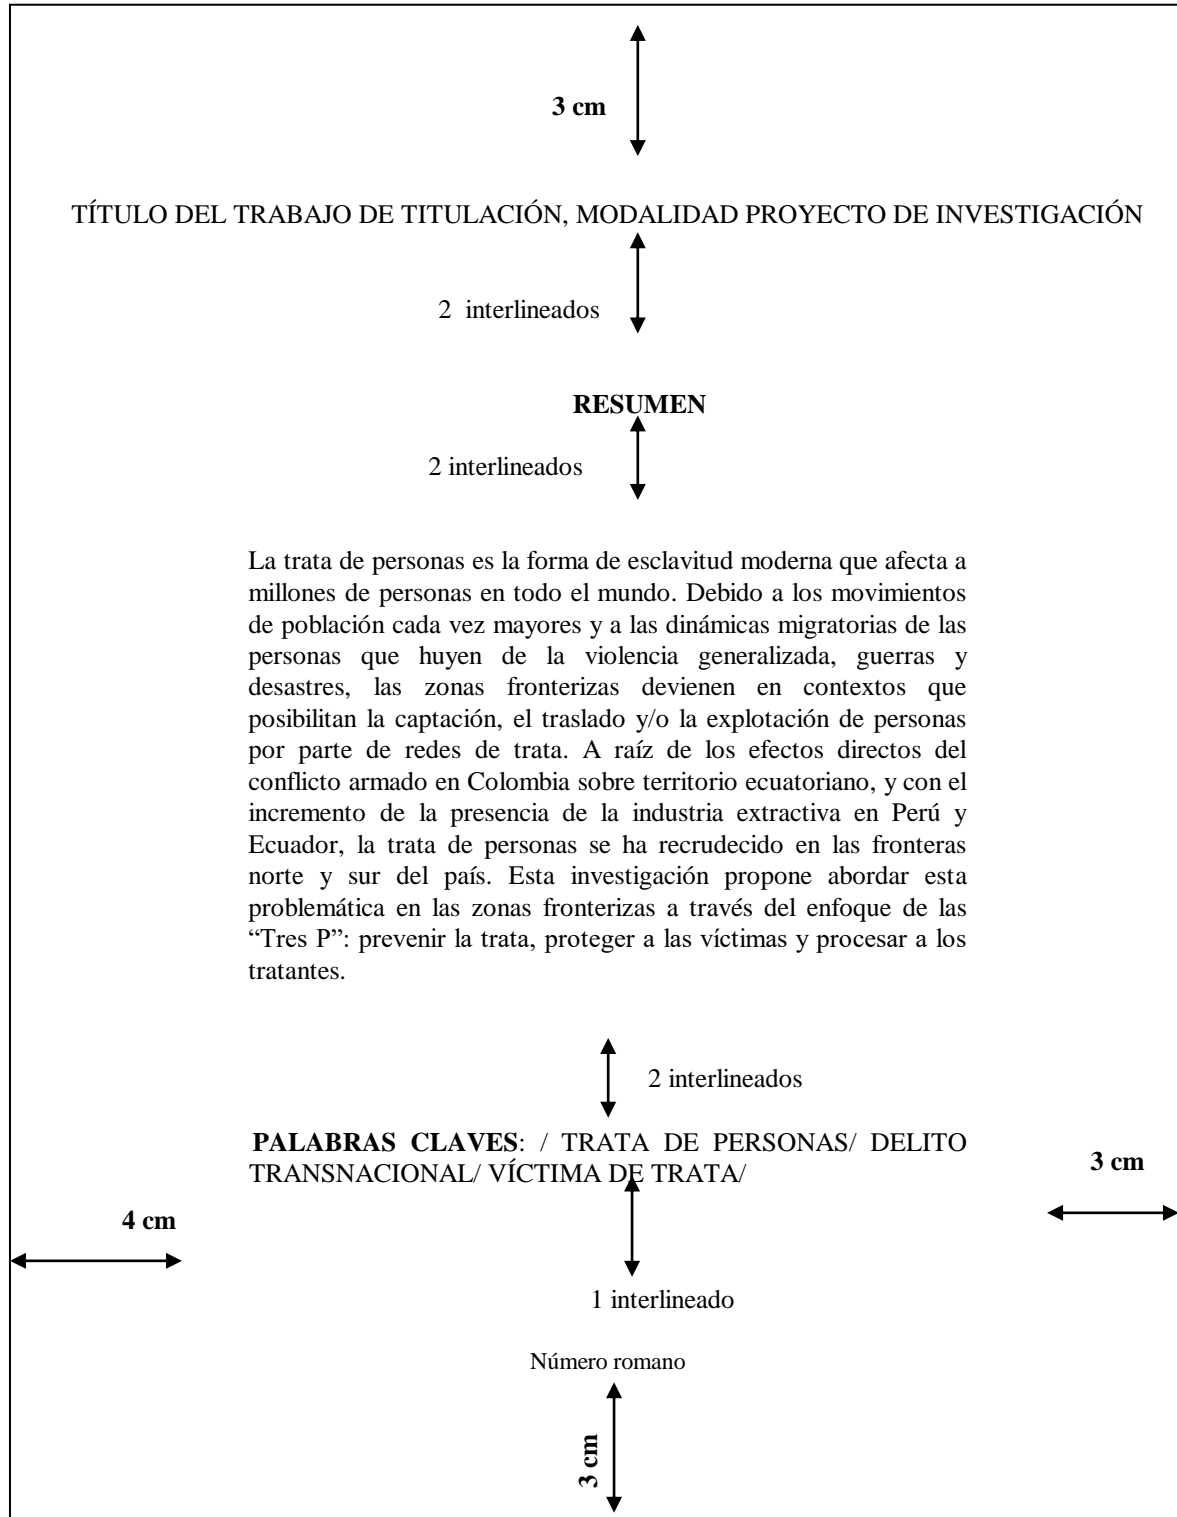 3 cm
TÍTULO DEL TRABAJO DE TITULACIÓN, MODALIDAD PROYECTO DE INVESTIGACIÓN
2 interlineados
RESUMEN
2 interlineados
La trata de personas es la forma de esclavitud moderna que afecta a
millones de personas en todo el mundo. Debido a los movimientos
de población cada vez mayores y a las dinámicas migratorias de las
personas que huyen de la violencia generalizada, guerras y
desastres, las zonas fronterizas devienen en contextos que
posibilitan la captación, el traslado y/o la explotación de personas
por parte de redes de trata. A raíz de los efectos directos del
conflicto armado en Colombia sobre territorio ecuatoriano, y con el
incremento de la presencia de la industria extractiva en Perú y
Ecuador, la trata de personas se ha recrudecido en las fronteras
norte y sur del país. Esta investigación propone abordar esta
problemática en las zonas fronterizas a través del enfoque de las
“Tres P”: prevenir la trata, proteger a las víctimas y procesar a los
tratantes.
2 interlineados
PALABRAS CLAVES: / TRATA DE PERSONAS/ DELITO
TRANSNACIONAL/ VÍCTIMA DE TRATA/
3 cm
4 cm
1 interlineado
Número romano
3 cm